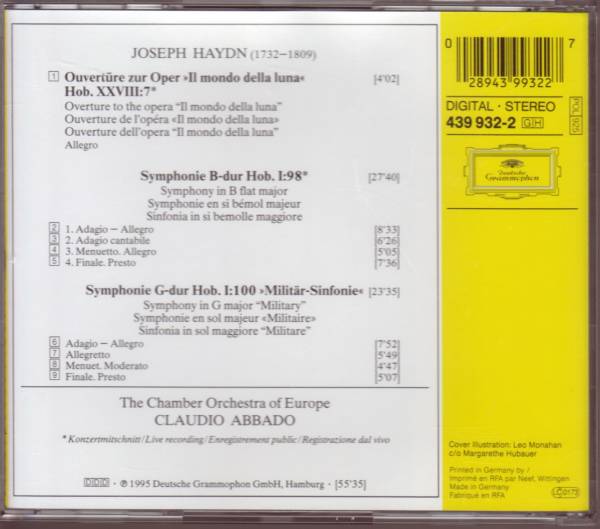 JOSEPH HAYDN (1732–1809)
1 Ouvertüre zur Oper »Il mondo della luna« [4'02]
Hob. XXVIII:7*
Overture to the opera “Il mondo della luna”
Ouverture de l'opéra «Il mondo della luna»
Ouverture dell'opera “Il mondo della luna”
Allegro
Symphonie B-dur Hob. I:98* [27'40]
Symphony in B flat major
Symphonie en si bémol majeur
Sinfonia in si bemolle maggiore
2 1. Adagio – Allegro [8'33]
3 2. Adagio cantabile [6'26]
4 3. Menuetto. Allegro [5'05]
5 4. Finale. Presto [7'36]
Symphonie G-dur Hob. I:100 »Militär-Sinfonie« [23'35]
Symphony in G major “Military”
Symphonie en sol majeur «Militaire»
Sinfonia in sol maggiore “Militare”
6 Adagio – Allegro [7'52]
7 Allegretto [5'49]
8 Menuet. Moderato [4'47]
9 Finale. Presto [5'07]
The Chamber Orchestra of Europe
CLAUDIO ABBADO
*Konzertmitschnitt/Live recording/Enregistrement public/Registrazione dal vivo
DDD · ℗ 1995 Deutsche Grammophon GmbH, Hamburg · [55'35]
0 28943 99322 7
DIGITAL · STEREO
439 932-2 GH
POL 925
Deutsche
Grammophon
Cover Illustration: Leo Monahan
c/o Margarethe Hubauer
Printed in Germany by /
Imprimé en RFA par Neef, Wittingen
Made in Germany
Fabriqué en RFA
LC 0173